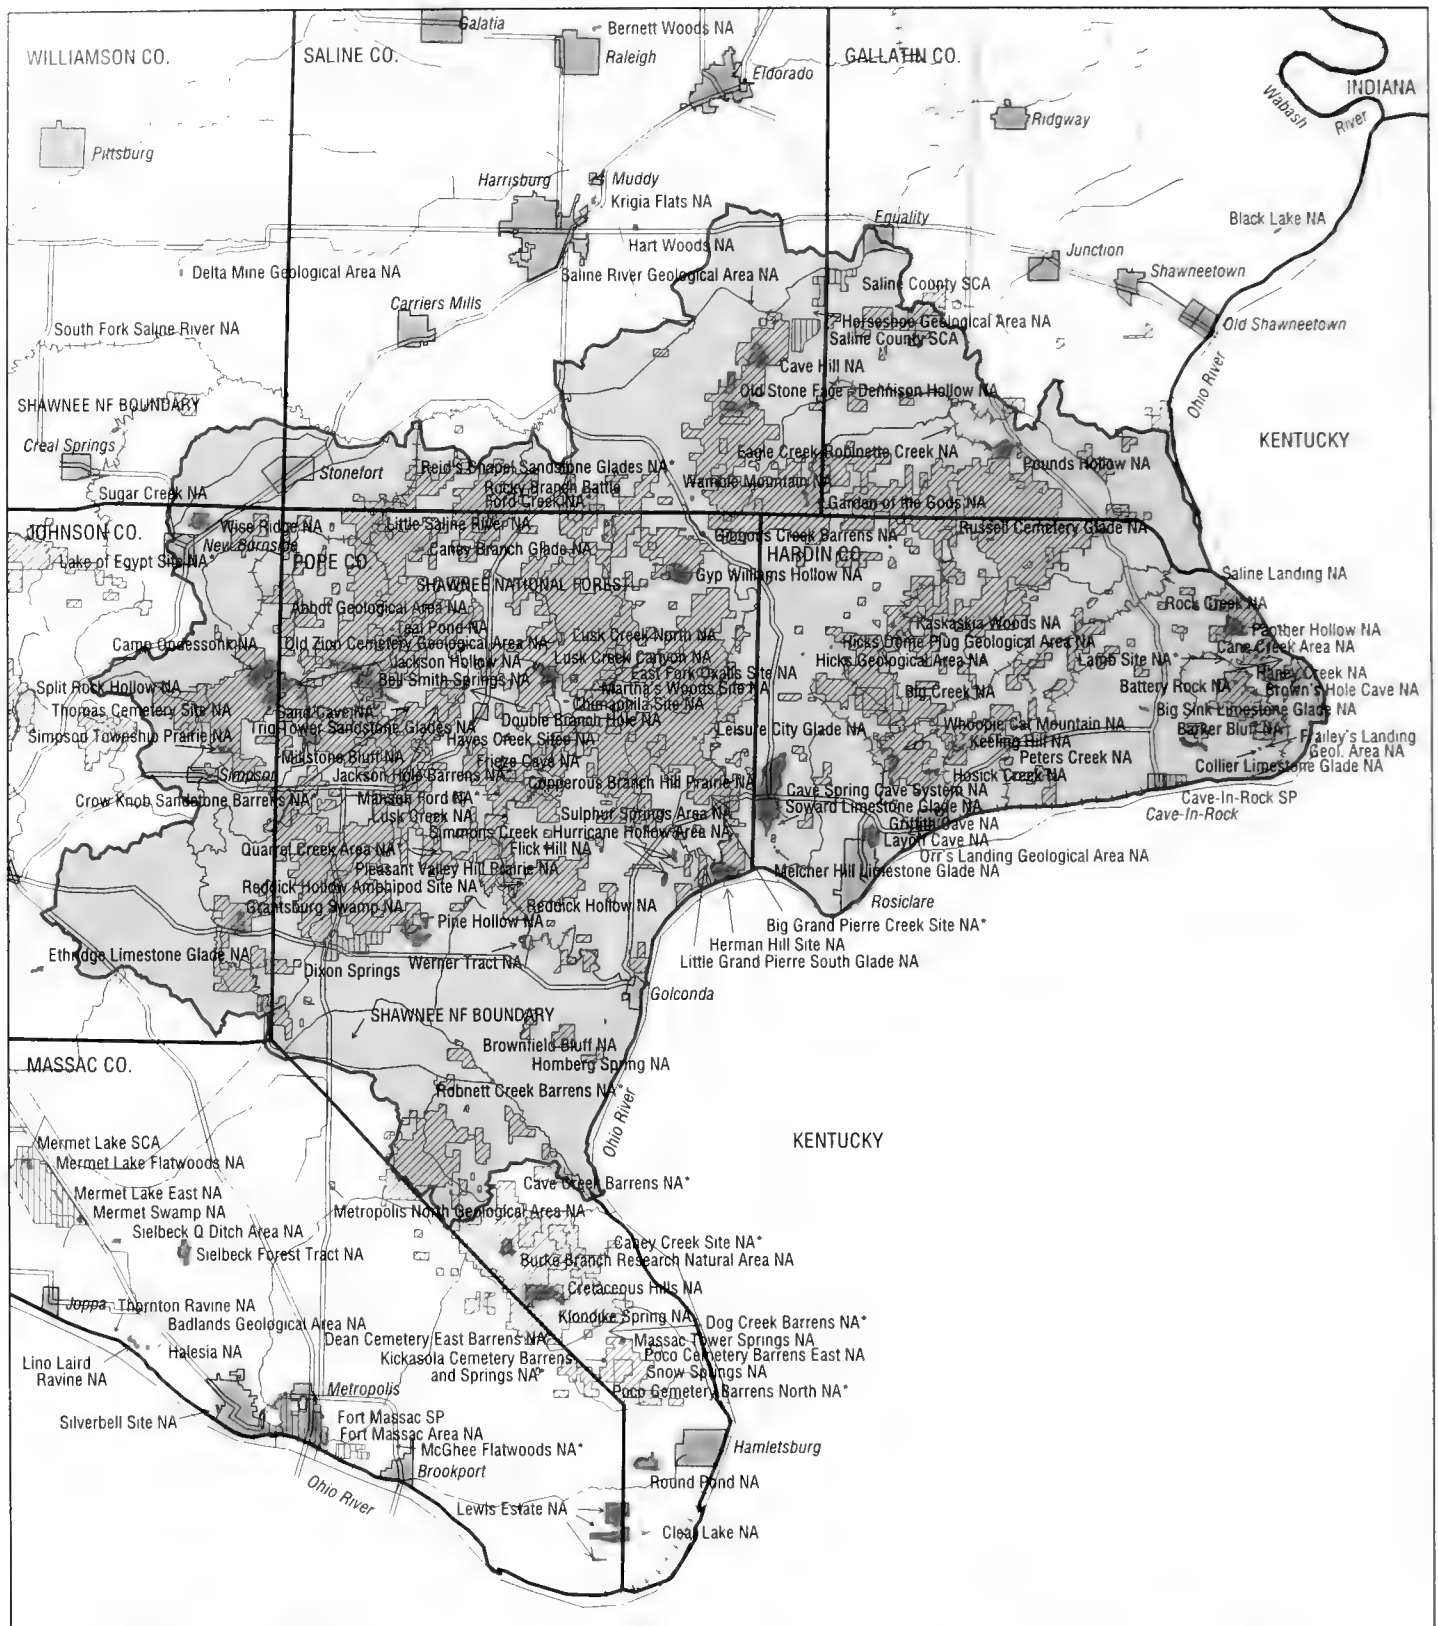 Galatia
Bernett Woods NA
WILLIAMSON CO.
SALINE CO.
Raleigh
GALLATIN CO.
Eldorado
INDIANA
Wabash
River
Ridgway
Pittsburg
Harrisburg
Muddy
Krigia Flats NA
Equality
Black Lake NA
Hart Woods NA
Junction
Delta Mine Geological Area NA
Saline River Geological Area NA
Shawneetown
Saline County SCA
Carriers Mills
South Fork Saline River NA
Horseshoe Geological Area NA
Old Shawneetown
Saline County SCA
Cave Hill NA
Ohio River
Old Stone Face
Dennison Hollow NA
SHAWNEE NF BOUNDARY
KENTUCKY
Creal Springs
Eagle Creek
Robinette Creek NA
Stonefort
Reid's Chapel Sandstone Glades NA*
Pounds Hollow NA
Sugar Creek NA
Rocky Branch Battle
Ford Creek NA*
Wamble Mountain NA
Garden of the Gods NA
JOHNSON CO.
Wise Ridge NA
Little Saline River NA
Russell Cemetery Glade NA
New Burnside
Gibbons Creek Barrens NA
Lake of Egypt Site NA*
POPE CO
Caney Branch Glade NA
HARDIN CO.
Gyp Williams Hollow NA
Saline Landing NA
SHAWNEE NATIONAL FOREST
Abbot Geological Area NA
Rock Creek NA
Teal Pond NA
Kaskaskia Woods NA
Panther Hollow NA
Camp Ondessonk NA
Old Zion Cemetery Geological Area NA
Lusk Creek North NA
Hicks Dome Plug Geological Area NA
Cane Creek Area NA
Jackson Hollow NA
Lusk Creek Canyon NA
Hicks Geological Area NA
Lamb Site NA*
Bell Smith Springs NA
East Fork Oxalis Site NA
Haney Creek NA
Split Rock Hollow NA
Martha's Woods Site NA
Big Creek NA
Battery Rock NA
Brown's Hole Cave NA
Chimaphila Site NA
Thomas Cemetery Site NA
Sand Cave NA
Big Sink Limestone Glade NA
Double Branch Hole NA
Trig Tower Sandstone Glades NA
Leisure City Glade NA
Whoopie Cat Mountain NA
Barker Bluff NA
Simpson Township Prairie NA
Hayes Creek Sites NA
Keeling Hill NA
Frailey's Landing
Geol. Area NA
Millstone Bluff NA
Frieze Cave NA
Peters Creek NA
Collier Limestone Glade NA
Simpson
Jackson Hole Barrens NA*
Copperous Branch Hill Prairie NA
Hosick Creek NA
Cave Spring Cave System NA
Cave-In-Rock SP
Crow Knob Sandstone Barrens NA*
Manson Ford NA*
Soward Limestone Glade NA
Cave-In-Rock
Lusk Creek NA
Sulphur Springs Area NA
Griffith Cave NA
Simmons Creek
Hurricane Hollow Area NA
Layoff Cave NA
Quarrel Creek Area NA*
Flick Hill NA
Orr's Landing Geological Area NA
Pleasant Valley Hill Prairie NA
Melcher Hill Limestone Glade NA
Reddick Hollow Amphipod Site NA*
Grantsburg Swamp NA
Reddick Hollow NA
Rosiclare
Pine Hollow NA
Big Grand Pierre Creek Site NA*
Herman Hill Site NA
Ethridge Limestone Glade NA
Werner Tract NA
Little Grand Pierre South Glade NA
Dixon Springs
Golconda
SHAWNEE NF BOUNDARY
Brownfield Bluff NA
Homberg Spring NA
MASSAC CO.
Robnett Creek Barrens NA*
Ohio River
KENTUCKY
Mermet Lake SCA
Mermet Lake Flatwoods NA
Cave Creek Barrens NA*
Mermet Lake East NA
Mermet Swamp NA
Metropolis North Geological Area NA
Sielbeck Q Ditch Area NA
Caney Creek Site NA*
Sielbeck Forest Tract NA
Burke Branch Research Natural Area NA
Cretaceous Hills NA
Joppa
Thornton Ravine NA
Klondike Spring NA
Dog Creek Barrens NA*
Badlands Geological Area NA
Dean Cemetery East Barrens NA*
Massac Tower Springs NA
Halesia NA
Kickasola Cemetery Barrens
and Springs NA*
Poco Cemetery Barrens East NA
Lino Laird
Ravine NA
Snow Springs NA
Metropolis
Poco Cemetery Barrens North NA*
Silverbell Site NA
Fort Massac SP
Fort Massac Area NA
McGhee Flatwoods NA*
Hamletsburg
Brookport
Ohio River
Round Pond NA
Lewis Estate NA
Clear Lake NA